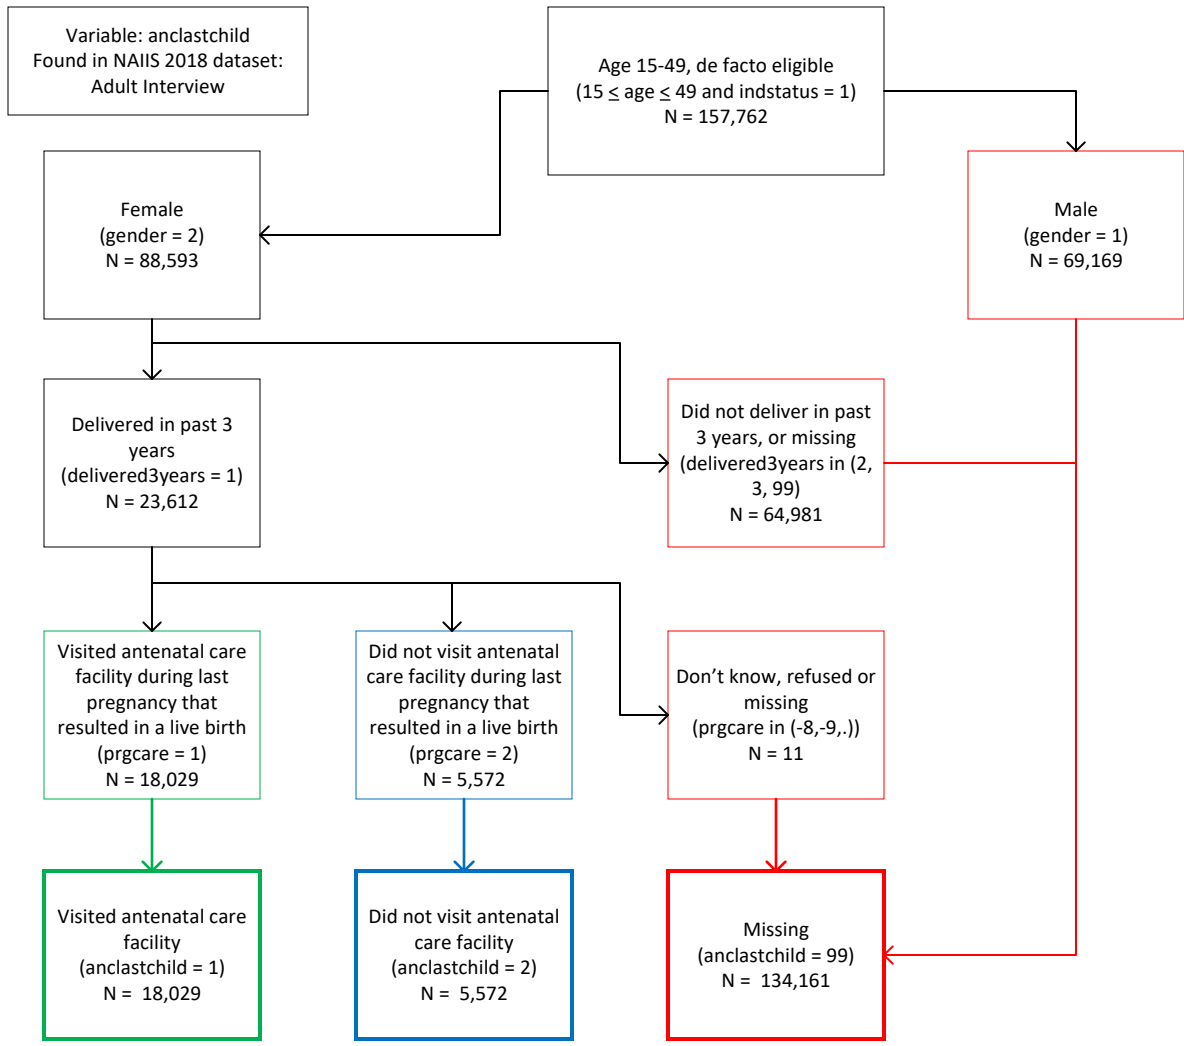 Variable: anclastchild
Found in NAIIS 2018 dataset:
Adult Interview
Age 15-49, de facto eligible
(15 ≤ age ≤ 49 and indstatus = 1)
N = 157,762
Female
(gender = 2)
N = 88,593
Male
(gender = 1)
N = 69,169
Delivered in past 3
years
(delivered3years = 1)
N = 23,612
Did not deliver in past
3 years, or missing
(delivered3years in (2,
3, 99)
N = 64,981
Visited antenatal care
facility during last
pregnancy that
resulted in a live birth
(prgcare = 1)
N = 18,029
Did not visit antenatal
care facility during last
pregnancy that
resulted in a live birth
(prgcare = 2)
N = 5,572
Don’t know, refused or
missing
(prgcare in (-8,-9,.))
N = 11
Visited antenatal care
facility
(anclastchild = 1)
N = 18,029
Did not visit antenatal
care facility
(anclastchild = 2)
N = 5,572
Missing
(anclastchild = 99)
N = 134,161